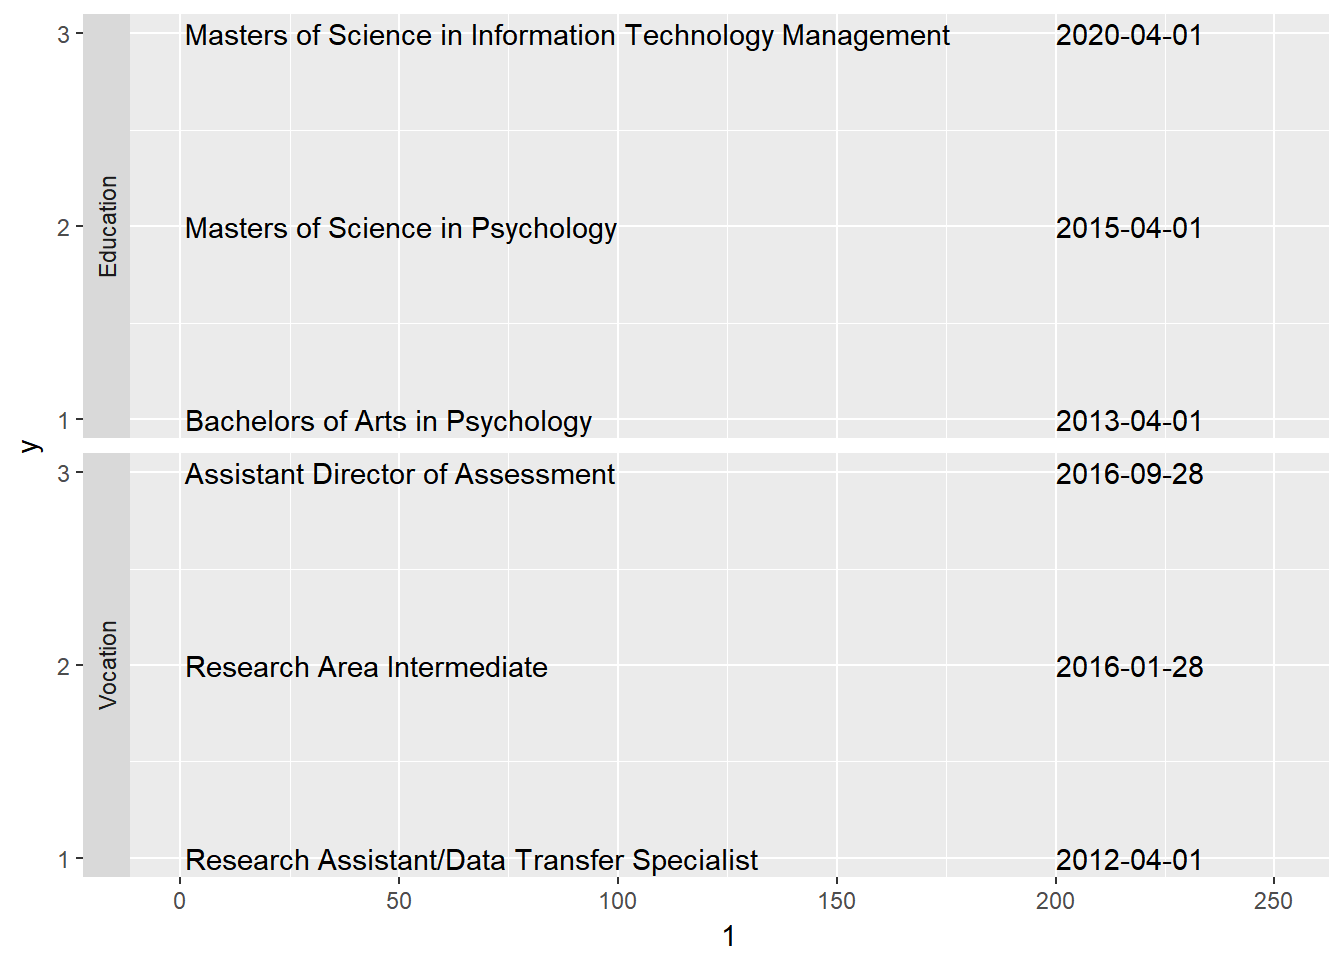 3 Masters of Science in Information Technology Management 2020-04-01
Education
2 Masters of Science in Psychology 2015-04-01
1 Bachelors of Arts in Psychology 2013-04-01
y
3 Assistant Director of Assessment 2016-09-28
Vocation
2 Research Area Intermediate 2016-01-28
1 Research Assistant/Data Transfer Specialist 2012-04-01
0 50 100 150 200 250
1